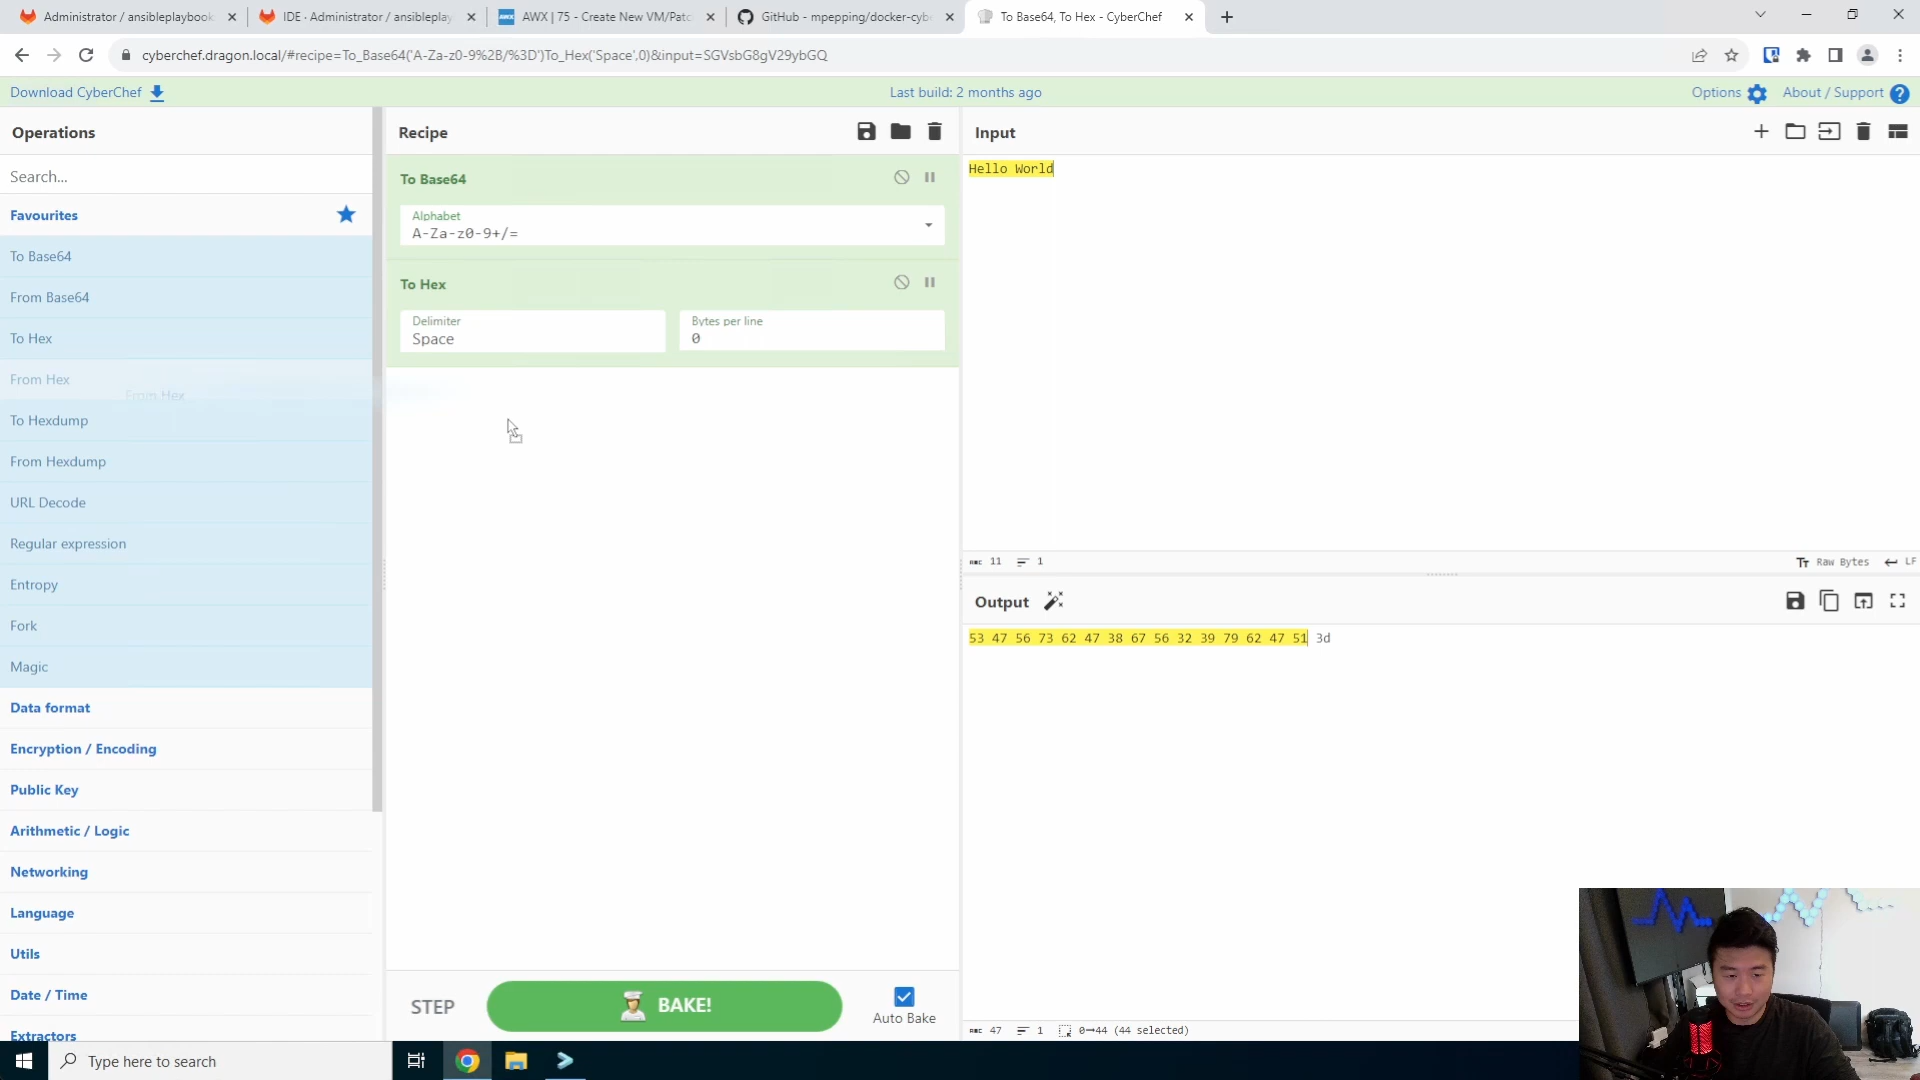 Administrator / ansibleplaybook
IDE · Administrator / ansibleplay
AWX | 75 - Create New VM/Patc
GitHub - mpepping/docker-cybe
To Base64, To Hex - CyberChef
cyberchef.dragon.local/#recipe=To_Base64('A-Za-z0-9%2B/%3D')To_Hex('Space',0)&input=SGVsbG8gV29ybGQ
Download CyberChef
Last build: 2 months ago
Options
About / Support
Operations
Recipe
Input
Search...
Favourites
To Base64
From Base64
To Hex
From Hex
From Hex
To Hexdump
From Hexdump
URL Decode
Regular expression
Entropy
Fork
Magic
Data format
Encryption / Encoding
Public Key
Arithmetic / Logic
Networking
Language
Utils
Date / Time
Extractors
To Base64
Alphabet
A-Za-z0-9+/=
To Hex
Delimiter
Space
Bytes per line
0
STEP
BAKE!
Auto Bake
Hello World
11
1
Raw Bytes
LF
Output
53 47 56 73 62 47 38 67 56 32 39 79 62 47 51 3d
47
1
0→44 (44 selected)
Type here to search